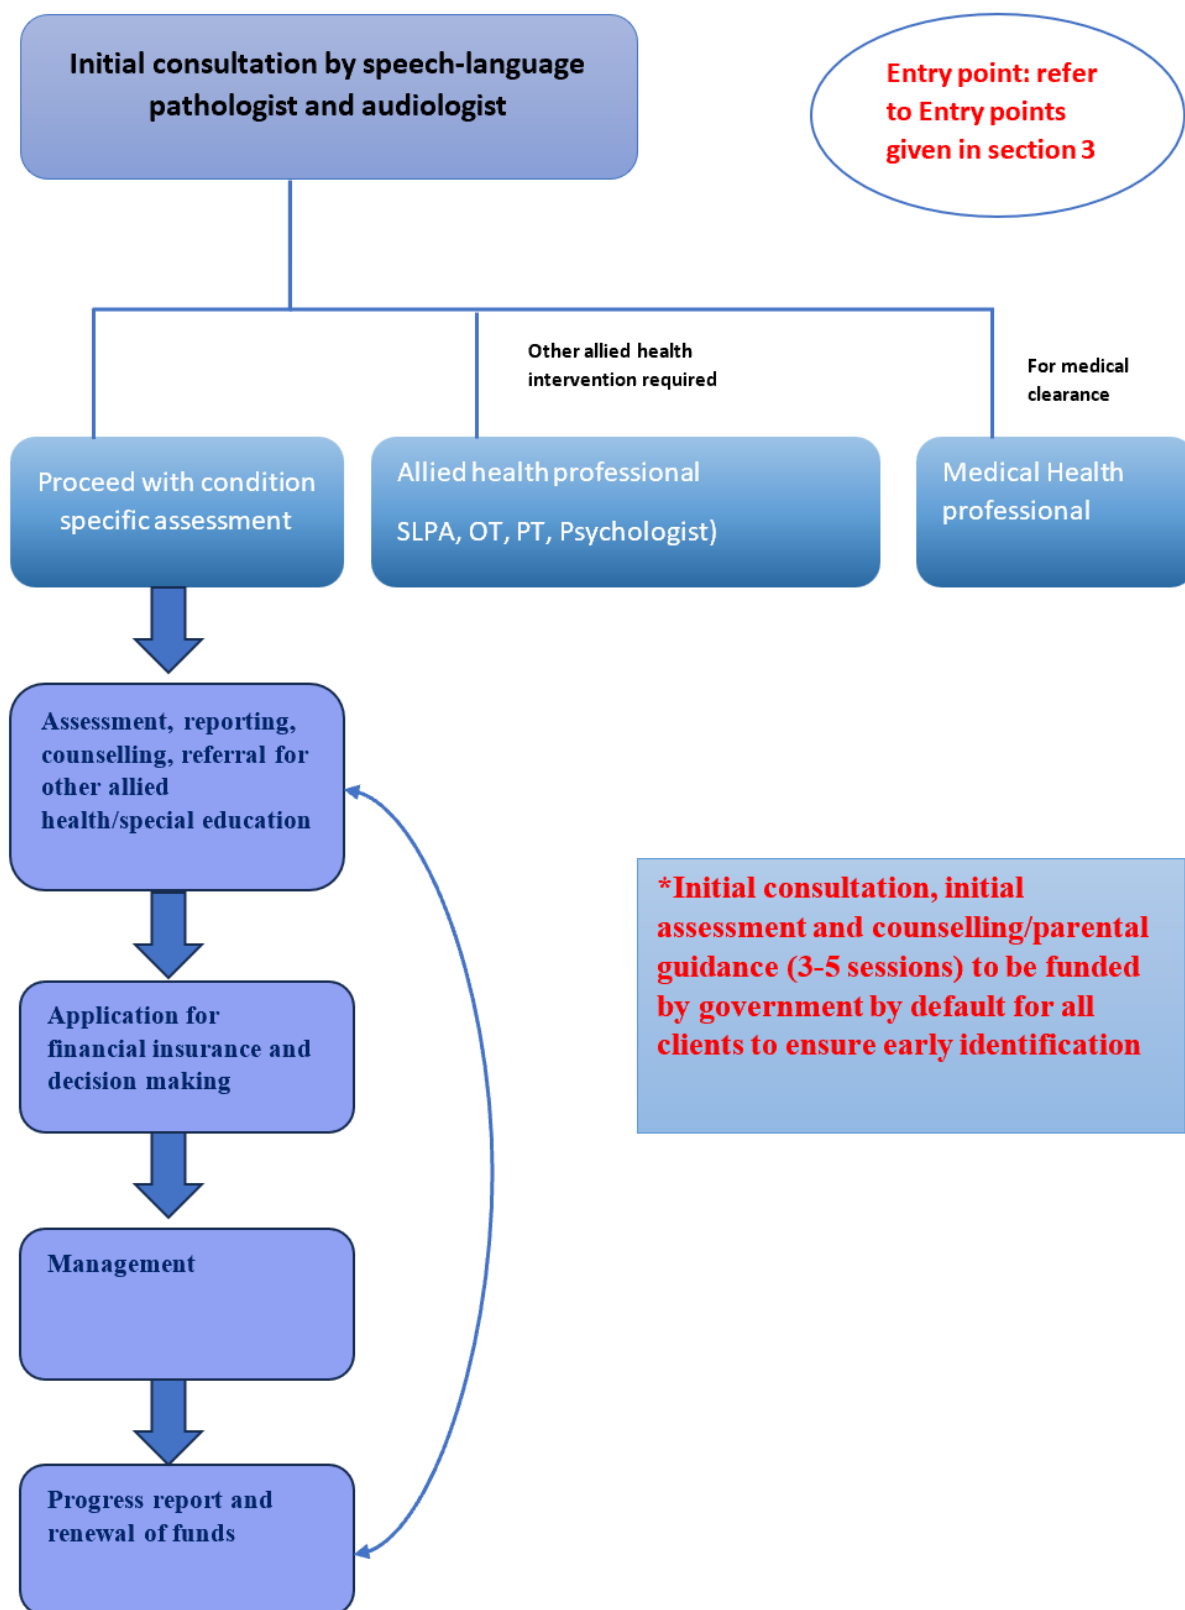 Initial consultation by speech-language
pathologist and audiologist
Entry point: refer
to Entry points
given in section 3
Other allied health
intervention required
For medical
clearance
Proceed with condition
specific assessment
Allied health professional
SLPA, OT, PT, Psychologist)
Medical Health
professional
Assessment, reporting,
counselling, referral for
other allied
health/special education
*Initial consultation, initial
assessment and counselling/parental
guidance (3-5 sessions) to be funded
by government by default for all
clients to ensure early identification
Application for
financial insurance and
decision making
Management
Progress report and
renewal of funds